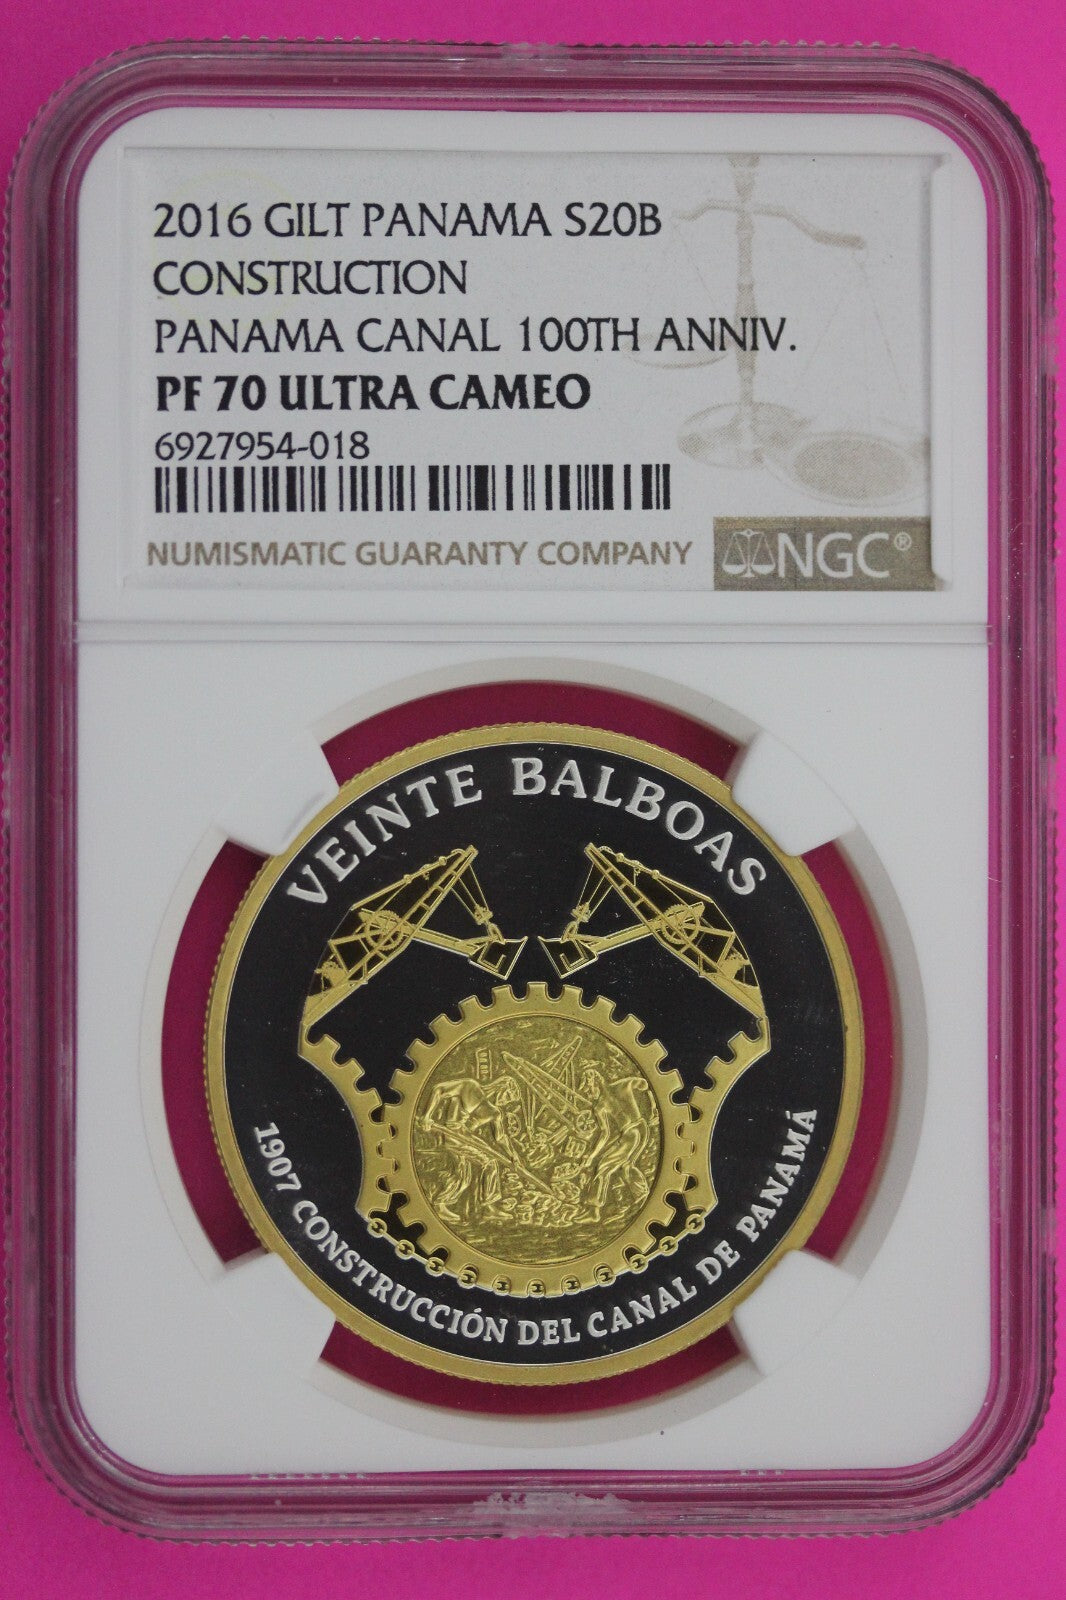 2016 GILT PANAMA S20B
CONSTRUCTION
PANAMA CANAL 100TH ANNIV.
PF 70 ULTRA CAMEO
6927954-018
NUMISMATIC GUARANTY COMPANY
NGC®
VEINTE BALBOAS
1907 CONSTRUCCIÓN DEL CANAL DE PANAMÁ